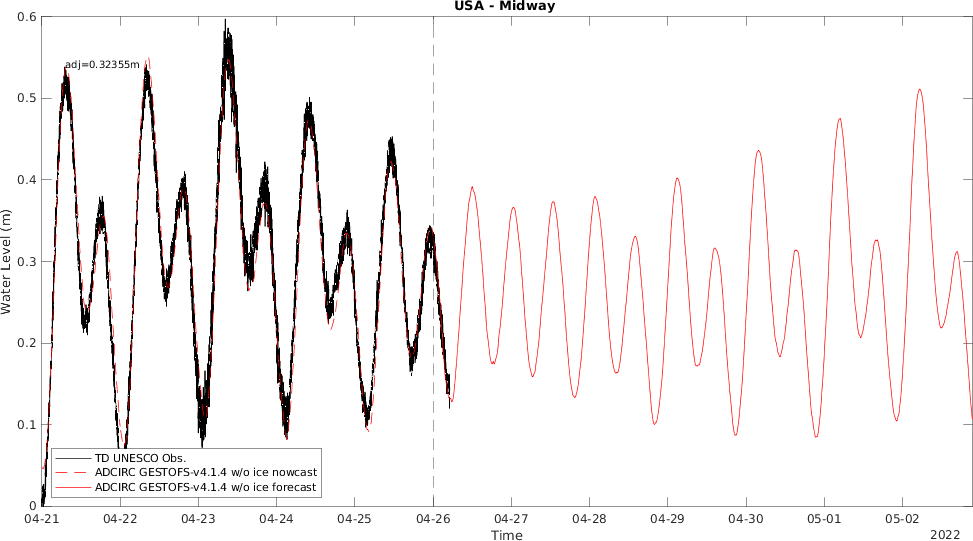 USA - Midway
0.6
0.5
0.4
0.3
0.2
0.1
0
Water Level (m)
adj=0.32355m
TD UNESCO Obs.
ADCIRC GESTOFS-v4.1.4 w/o ice nowcast
ADCIRC GESTOFS-v4.1.4 w/o ice forecast
04-21 04-22 04-23 04-24 04-25 04-26 04-27 04-28 04-29 04-30 05-01 05-02
Time
2022